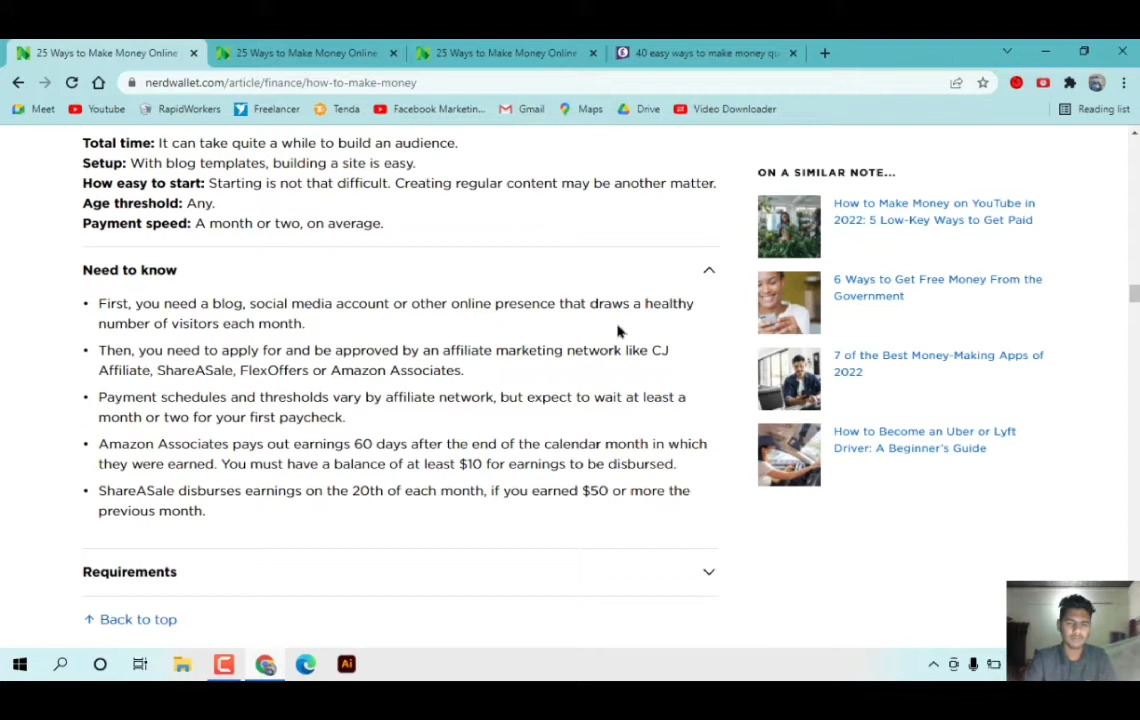 25 Ways to Make Money Online
25 Ways to Make Money Online
25 Ways to Make Money Online
40 easy ways to make money qu
nerdwallet.com/article/finance/how-to-make-money
Meet
Youtube
RapidWorkers
Freelancer
Tenda
Facebook Marketin...
Gmail
Maps
Drive
Video Downloader
Reading list
Total time: It can take quite a while to build an audience.
Setup: With blog templates, building a site is easy.
How easy to start: Starting is not that difficult. Creating regular content may be another matter.
Age threshold: Any.
Payment speed: A month or two, on average.
Need to know
• First, you need a blog, social media account or other online presence that draws a healthy
number of visitors each month.
• Then, you need to apply for and be approved by an affiliate marketing network like CJ
Affiliate, ShareASale, FlexOffers or Amazon Associates.
• Payment schedules and thresholds vary by affiliate network, but expect to wait at least a
month or two for your first paycheck.
• Amazon Associates pays out earnings 60 days after the end of the calendar month in which
they were earned. You must have a balance of at least $10 for earnings to be disbursed.
• ShareASale disburses earnings on the 20th of each month, if you earned $50 or more the
previous month.
Requirements
↑ Back to top
ON A SIMILAR NOTE...
How to Make Money on YouTube in
2022: 5 Low-Key Ways to Get Paid
6 Ways to Get Free Money From the
Government
7 of the Best Money-Making Apps of
2022
How to Become an Uber or Lyft
Driver: A Beginner's Guide
Ai